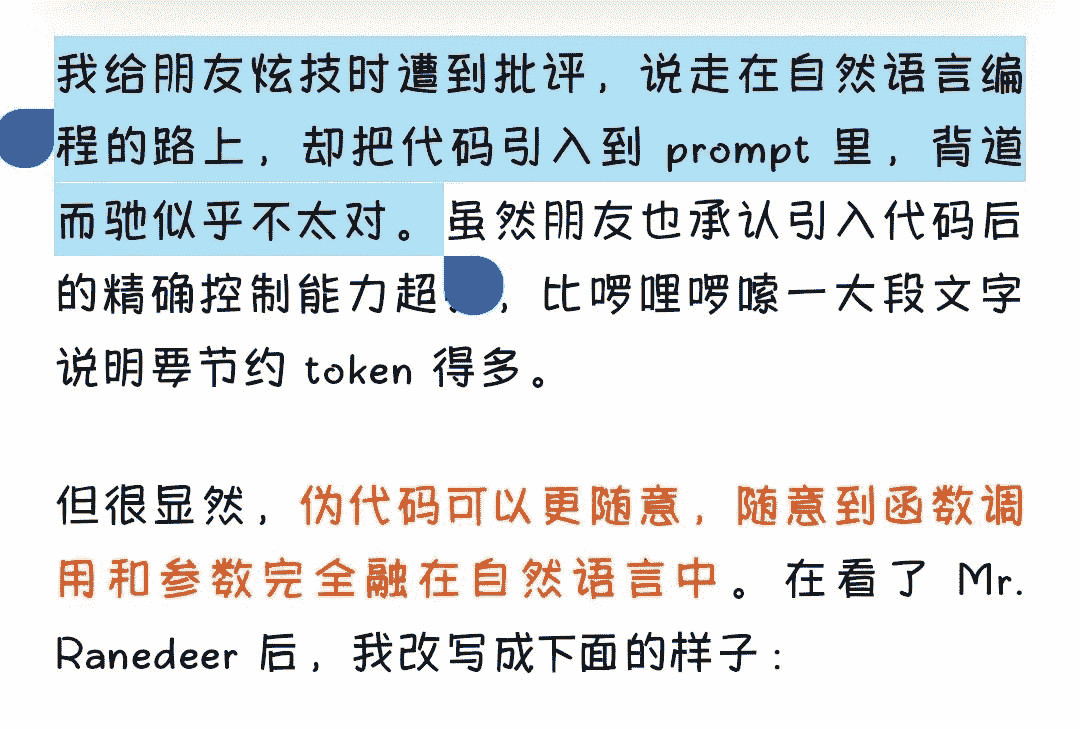 我给朋友炫技时遭到批评，说走在自然语言编
程的路上，却把代码引入到 prompt 里，背道
而驰似乎不太对。虽然朋友也承认引入代码后
的精确控制能力超，比啰哩啰嗦一大段文字
说明要节约 token 得多。
但很显然，伪代码可以更随意，随意到函数调
用和参数完全融在自然语言中。在看了 Mr.
Ranedeer 后，我改写成下面的样子：